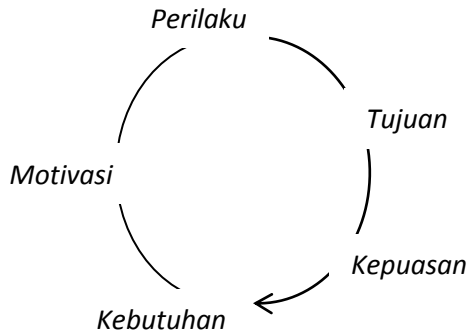 Perilaku
Tujuan
Motivasi
Kepuasan
Kebutuhan